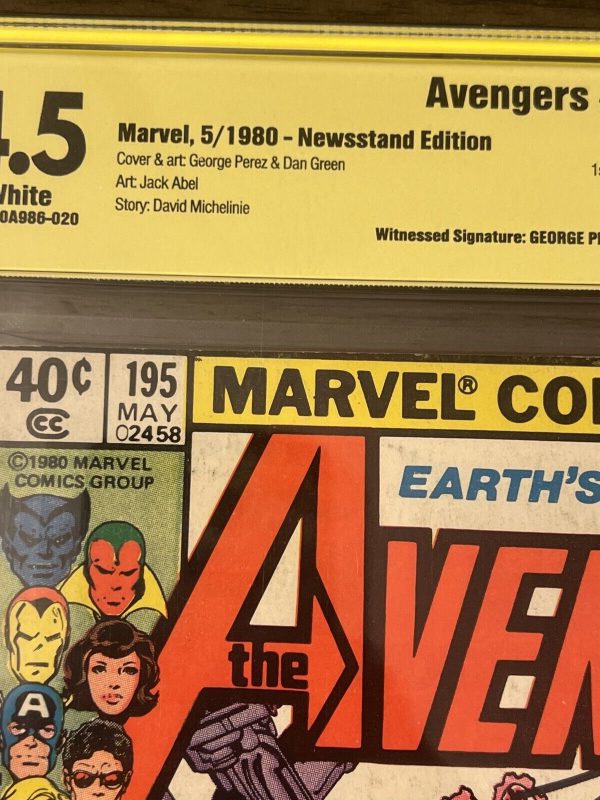 Avengers
.5
Marvel, 5/1980 - Newsstand Edition
Cover & art: George Perez & Dan Green
Art: Jack Abel
Story: David Michelinie
0A986-020
Witnessed Signature: GEORGE
40¢
CC
195
MAY
02458
MARVEL® CO
©1980 MARVEL
COMICS GROUP
EARTH'S
the
AVEN
A